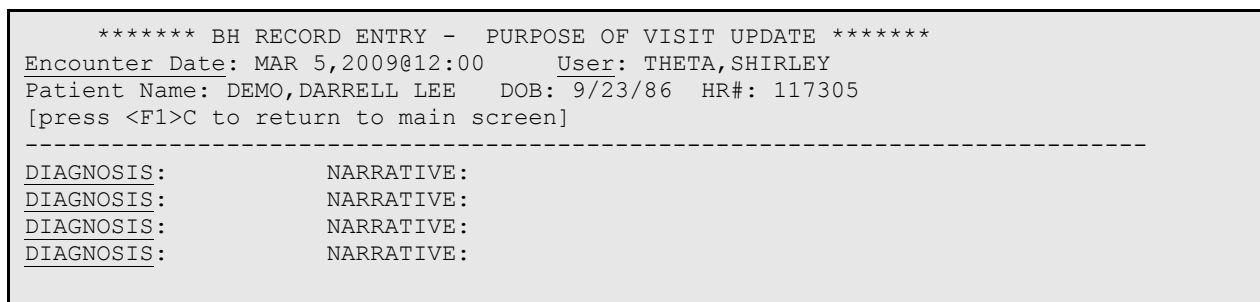 ******* BH RECORD ENTRY -  PURPOSE OF VISIT UPDATE *******
Encounter Date: MAR 5,2009@12:00     User: THETA,SHIRLEY
Patient Name: DEMO,DARRELL LEE   DOB: 9/23/86  HR#: 117305
[press <F1>C to return to main screen]
------------------------------------------------------------------------------
DIAGNOSIS:           NARRATIVE:
DIAGNOSIS:           NARRATIVE:
DIAGNOSIS:           NARRATIVE:
DIAGNOSIS:           NARRATIVE: